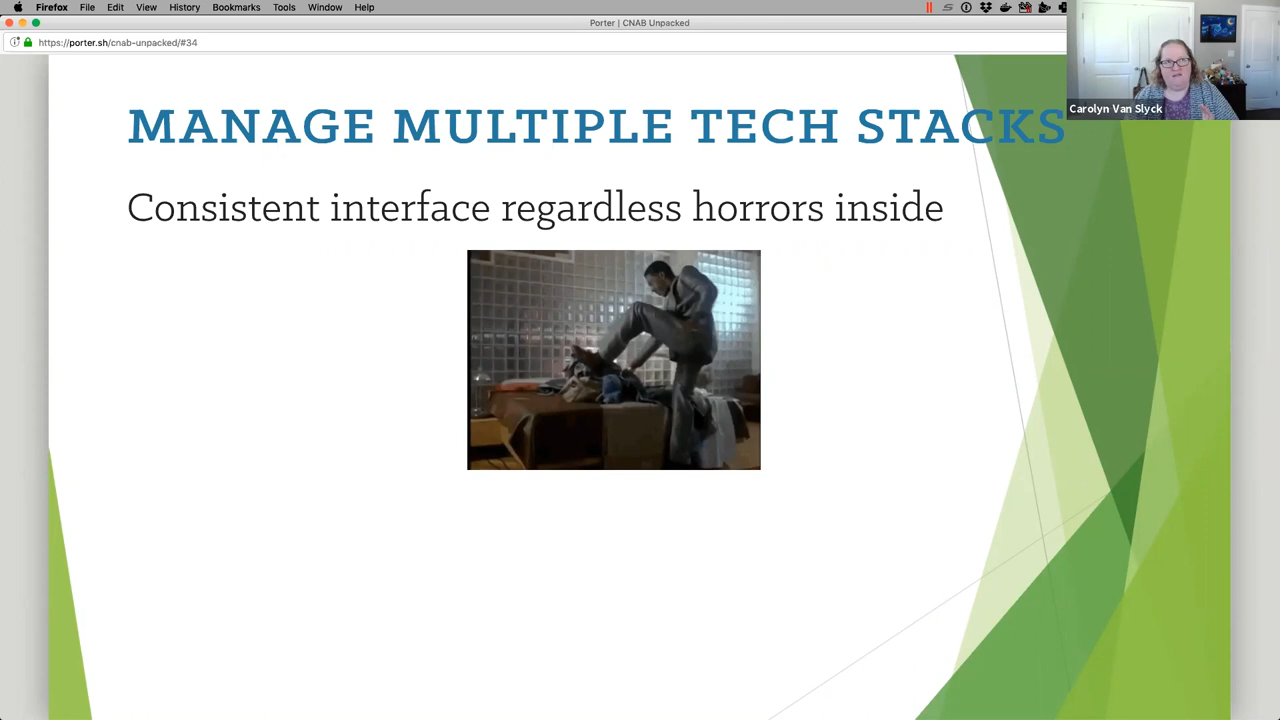 Firefox File Edit View History Bookmarks Tools Window Help
Porter | CNAB Unpacked
https://porter.sh/cnab-unpacked/#34
Carolyn Van Slyck
MANAGE MULTIPLE TECH STACKS
Consistent interface regardless horrors inside